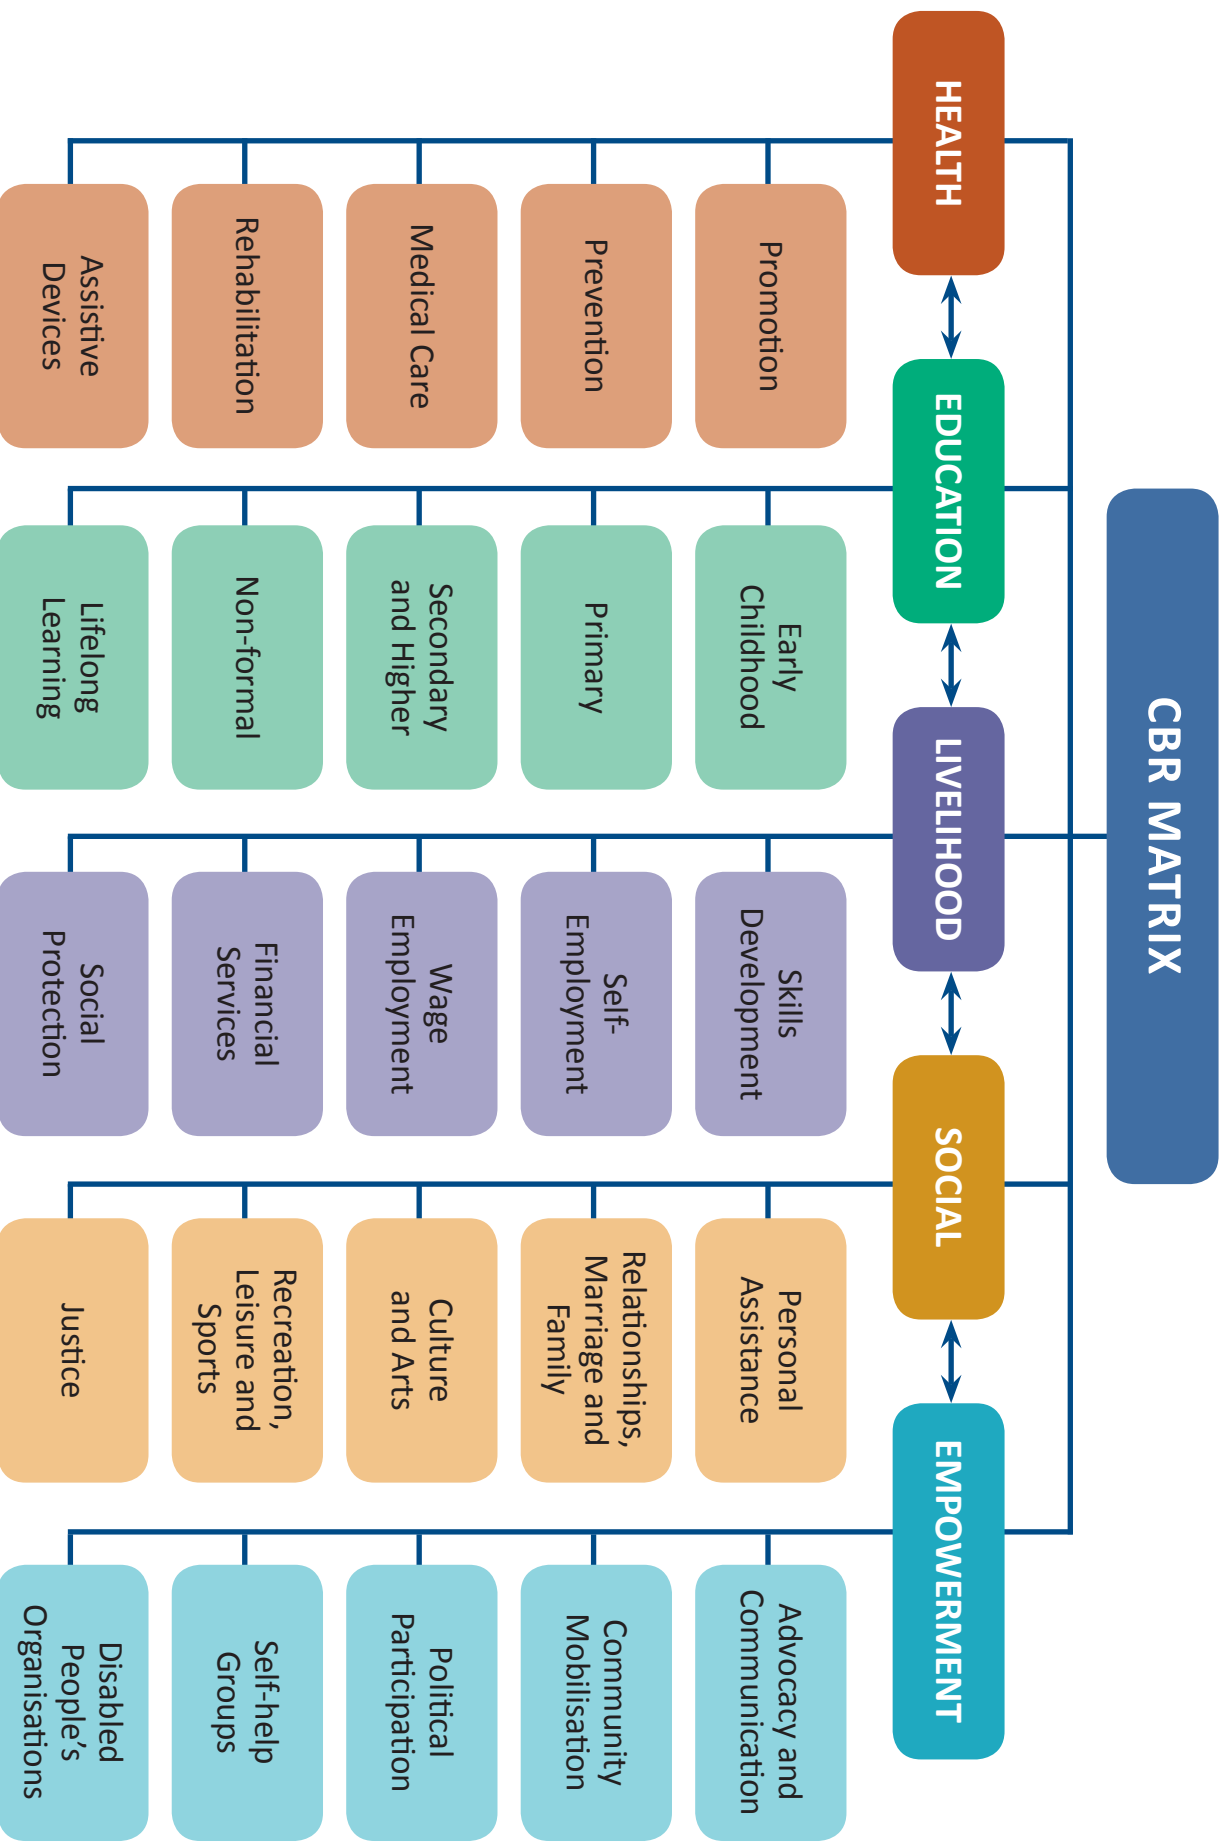 CBR MATRIX
HEALTH
Promotion
Prevention
Medical Care
Rehabilitation
Assistive
Devices
EDUCATION
Early
Childhood
Primary
Secondary
and Higher
Non-formal
Lifelong
Learning
LIVELIHOOD
Skills
Development
Self-
Employment
Wage
Employment
Financial
Services
Social
Protection
SOCIAL
Personal
Assistance
Relationships,
Marriage and
Family
Culture
and Arts
Recreation,
Leisure and
Sports
Justice
EMPOWERMENT
Advocacy and
Communication
Community
Mobilisation
Political
Participation
Self-help
Groups
Disabled
People’s
Organisations